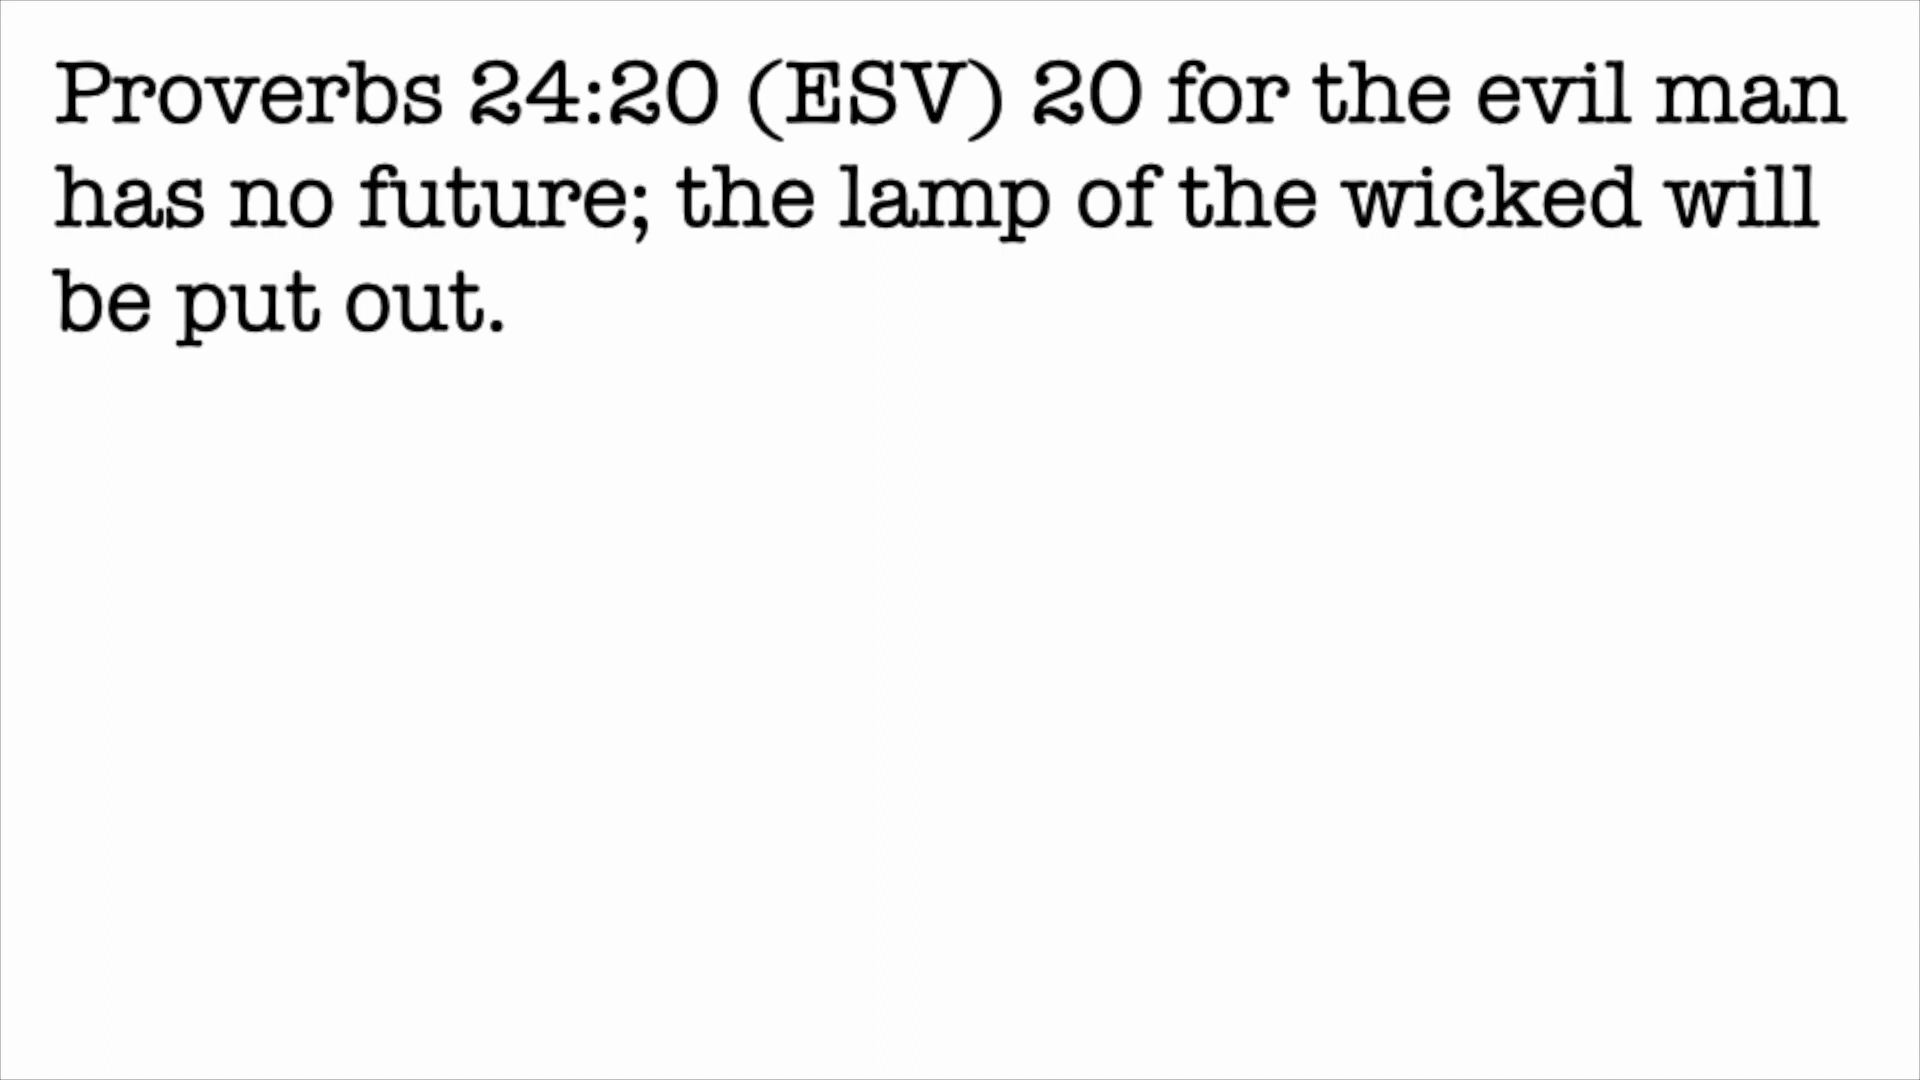 Proverbs 24:20 (ESV) 20 for the evil man
has no future; the lamp of the wicked will
be put out.